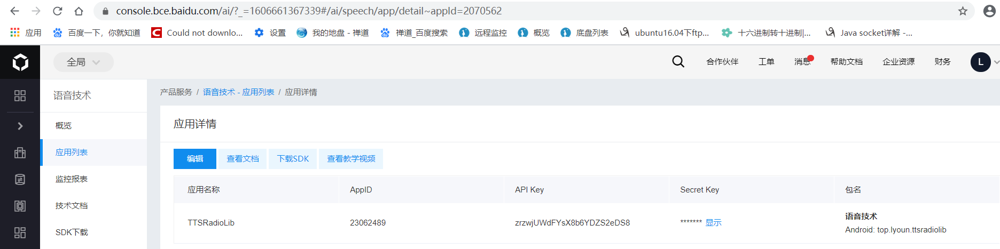 console.bce.baidu.com/ai/?_=1606661367339#/ai/speech/app/detail~appId=2070562
应用 百度一下，你就知道 Could not downlo... 设置 我的地盘 - 禅道 禅道_百度搜索 远程监控 概览 底盘列表 ubuntu16.04下ftp... 十六进制转十进制|... Java socket详解 -...
全局 合作伙伴 工单 消息 帮助文档 企业资源 财务 L
语音技术
产品服务 / 语音技术 - 应用列表 / 应用详情
概览
应用详情
应用列表
编辑 查看文档 下载SDK 查看教学视频
监控报表
应用名称 AppID API Key Secret Key 包名
技术文档
TTSRadioLib 23062489 zrzwjUWdFYsX8b6YDZS2eDS8 ******* 显示 语音技术
Android: top.lyoun.ttsradiolib
SDK下载